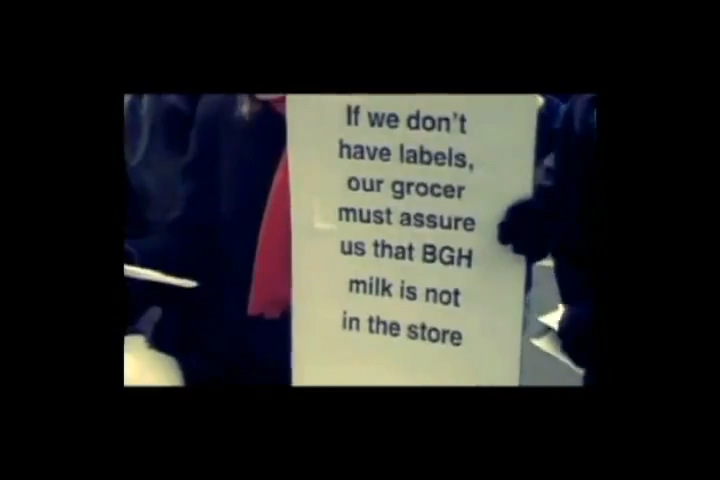 If we don't
have labels,
our grocer
must assure
us that BGH
milk is not
in the store